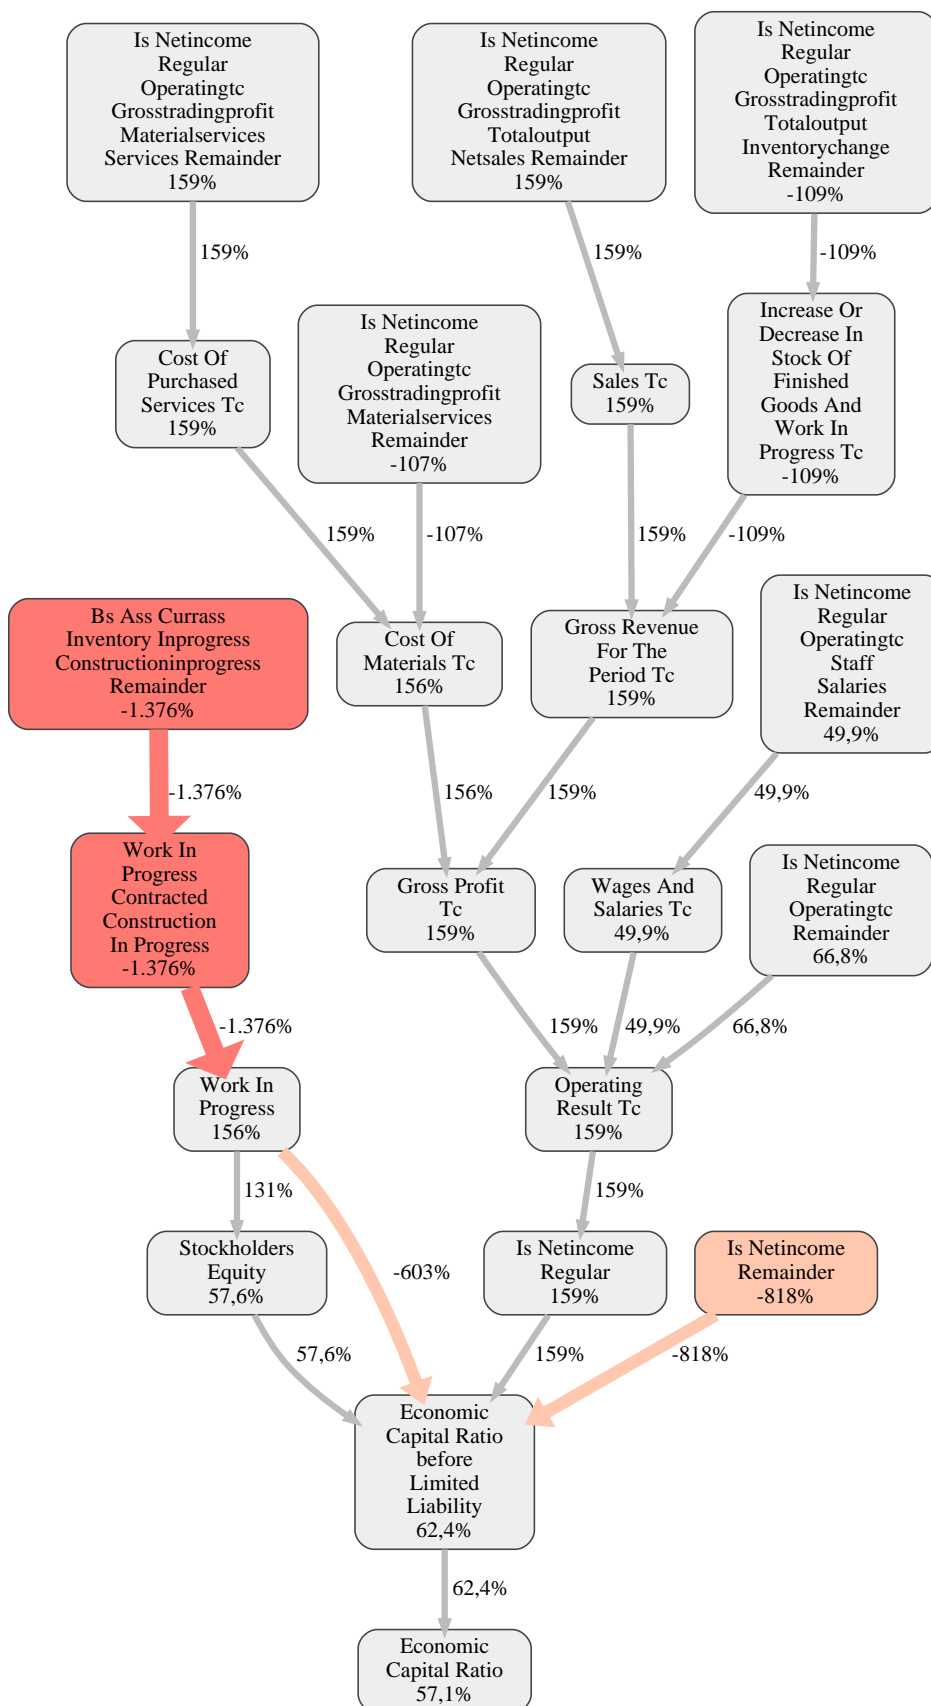 Is Netincome
Regular
Operatingtc
Grosstradingprofit
Materialservices
Services Remainder
159%
Is Netincome
Regular
Operatingtc
Grosstradingprofit
Totaloutput
Netsales Remainder
159%
Is Netincome
Regular
Operatingtc
Grosstradingprofit
Totaloutput
Inventorychange
Remainder
-109%
159%
159%
-109%
Cost Of
Purchased
Services Tc
159%
Is Netincome
Regular
Operatingtc
Grosstradingprofit
Materialservices
Remainder
-107%
Sales Tc
159%
Increase Or
Decrease In
Stock Of
Finished
Goods And
Work In
Progress Tc
-109%
159%
-107%
159%
-109%
Bs Ass Currass
Inventory Inprogress
Constructioninprogress
Remainder
-1.376%
Cost Of
Materials Tc
156%
Gross Revenue
For The
Period Tc
159%
Is Netincome
Regular
Operatingtc
Staff
Salaries
Remainder
49,9%
-1.376%
156%
159%
49,9%
Work In
Progress
Contracted
Construction
In Progress
-1.376%
Gross Profit
Tc
159%
Wages And
Salaries Tc
49,9%
Is Netincome
Regular
Operatingtc
Remainder
66,8%
-1.376%
159%
49,9%
66,8%
Work In
Progress
156%
Operating
Result Tc
159%
131%
-603%
159%
Stockholders
Equity
57,6%
Is Netincome
Regular
159%
Is Netincome
Remainder
-818%
57,6%
159%
-818%
Economic
Capital Ratio
before
Limited
Liability
62,4%
62,4%
Economic
Capital Ratio
57,1%